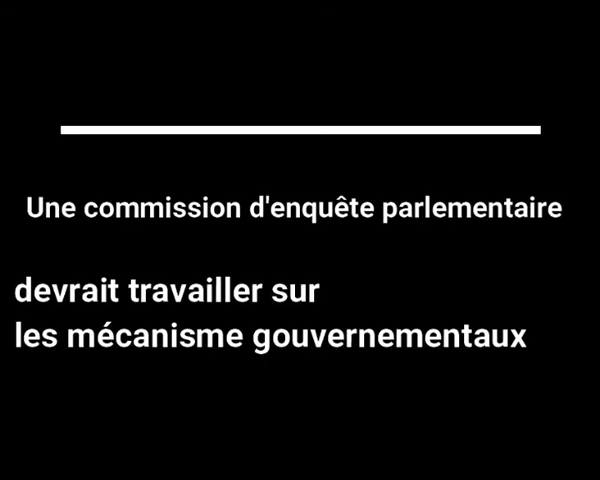 Une commission d'enquête parlementaire
devrait travailler sur
les mécanisme gouvernementaux